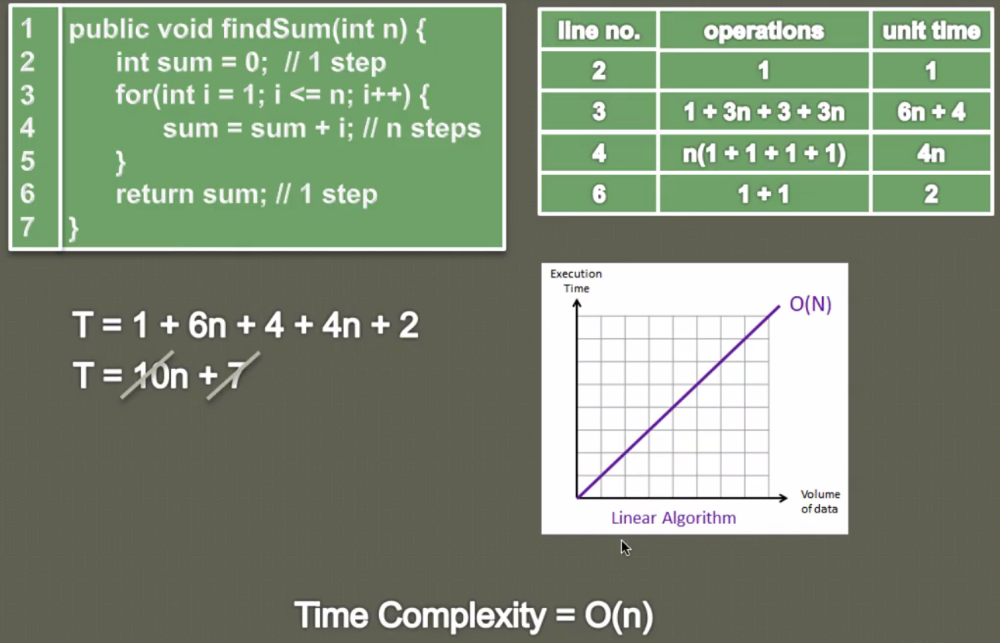 1 public void findSum(int n) {
2 int sum = 0; // 1 step
3 for(int i = 1; i <= n; i++) {
4 sum = sum + i; // n steps
5 }
6 return sum; // 1 step
7 }
line no. operations unit time
2 1 1
3 1 + 3n + 3 + 3n 6n + 4
4 n(1 + 1 + 1 + 1) 4n
6 1 + 1 2
T = 1 + 6n + 4 + 4n + 2
T = 10n + 7
Execution
Time
O(N)
Volume
of data
Linear Algorithm
Time Complexity = O(n)